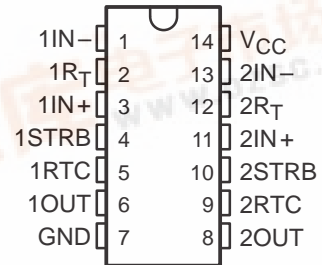 1IN− 1 14 VCC
1RT 2 13 2IN−
1IN+ 3 12 2RT
1STRB 4 11 2IN+
1RTC 5 10 2STRB
1OUT 6 9 2RTC
GND 7 8 2OUT